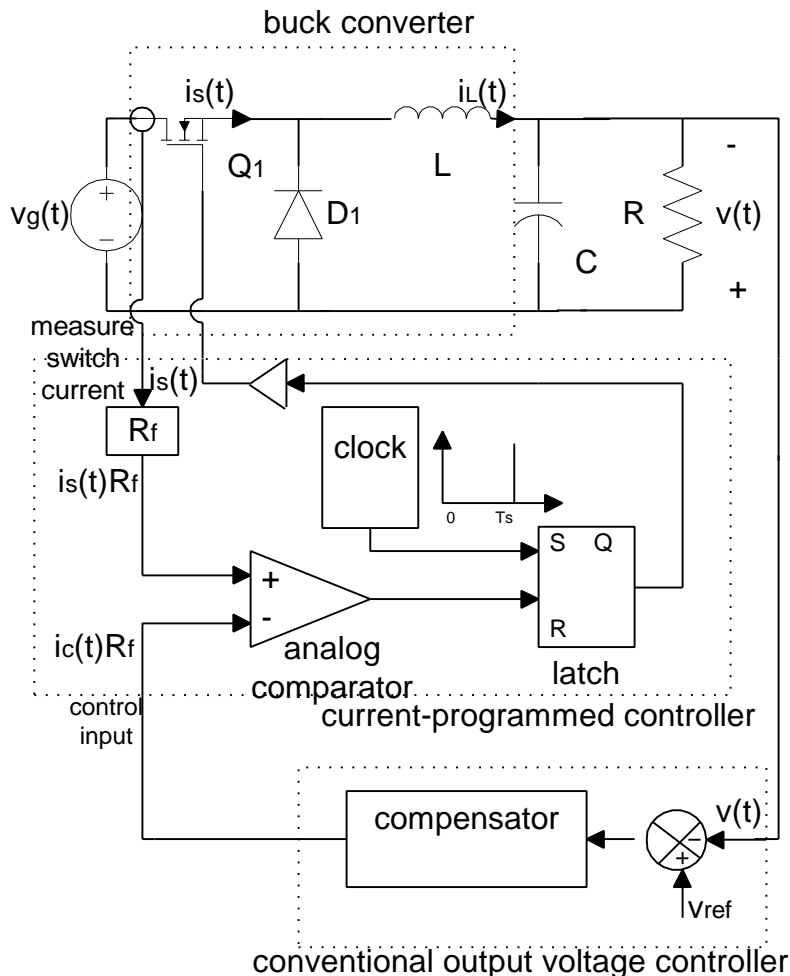 buck converter
is(t)
iL(t)
Q1
L
vg(t)
+
−
D1
C
R
-
v(t)
+
measure
switch
current
is(t)
Rf
is(t)Rf
clock
0 Ts
S Q
R
+
-
analog
comparator
latch
ic(t)Rf
control
input
current-programmed controller
compensator
v(t)
−
+
vref
conventional output voltage controller